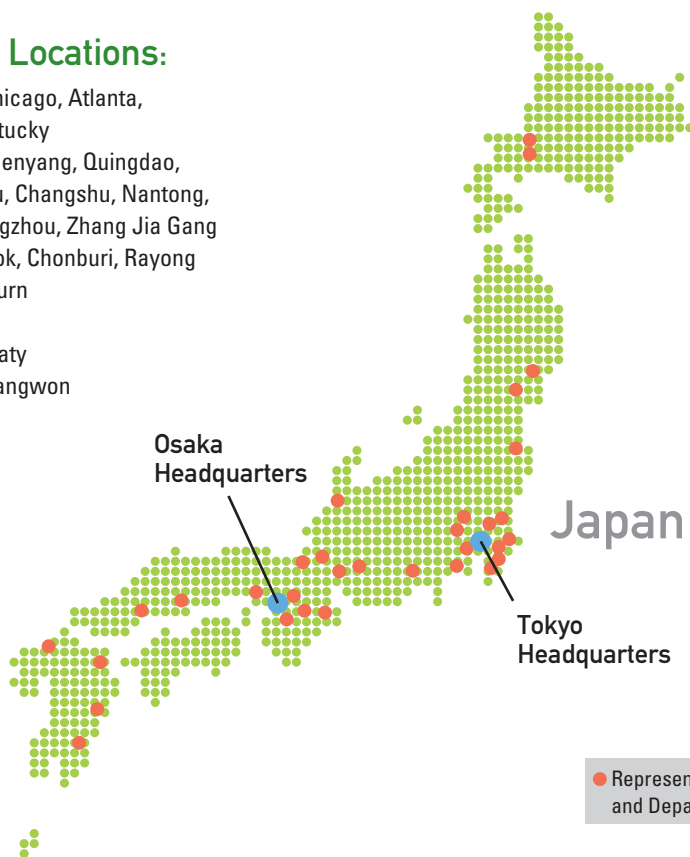 Locations:
hicago, Atlanta,
tucky
enyang, Quingdao,
u, Changshu, Nantong,
gzhou, Zhang Jia Gang
ok, Chonburi, Rayong
urn
aty
angwon
Osaka
Headquarters
Japan
Tokyo
Headquarters
Represen
and Depa